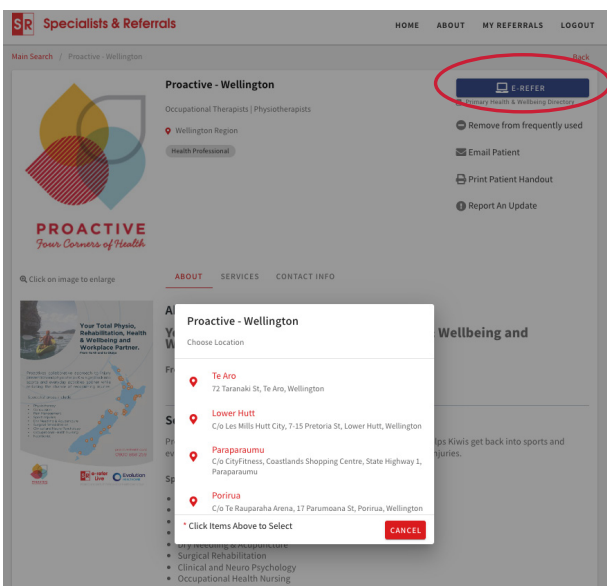 SR Specialists & Referrals
HOME ABOUT MY REFERRALS LOGOUT
Main Search / Proactive - Wellington
Back
Proactive - Wellington
Occupational Therapists | Physiotherapists
Wellington Region
Health Professional
E-REFER
Primary Health & Wellbeing Directory
Remove from frequently used
Email Patient
Print Patient Handout
Report An Update
PROACTIVE
Four Corners of Health
Click on image to enlarge
ABOUT SERVICES CONTACT INFO
Your Total Physio,
Rehabilitation, Health
& Wellbeing and
Workplace Partner.
Wellbeing and
Proactive - Wellington
Choose Location
Te Aro
72 Taranaki St, Te Aro, Wellington
Lower Hutt
C/o Les Mills Hutt City, 7-15 Pretoria St, Lower Hutt, Wellington
Paraparaumu
C/o CityFitness, Coastlands Shopping Centre, State Highway 1,
Paraparaumu
Porirua
C/o Te Rauparaha Arena, 17 Parumoana St, Porirua, Wellington
* Click Items Above to Select
CANCEL
lps Kiwis get back into sports and
njuries.
Dry Needling & Acupuncture
• Surgical Rehabilitation
• Clinical and Neuro Psychology
• Occupational Health Nursing